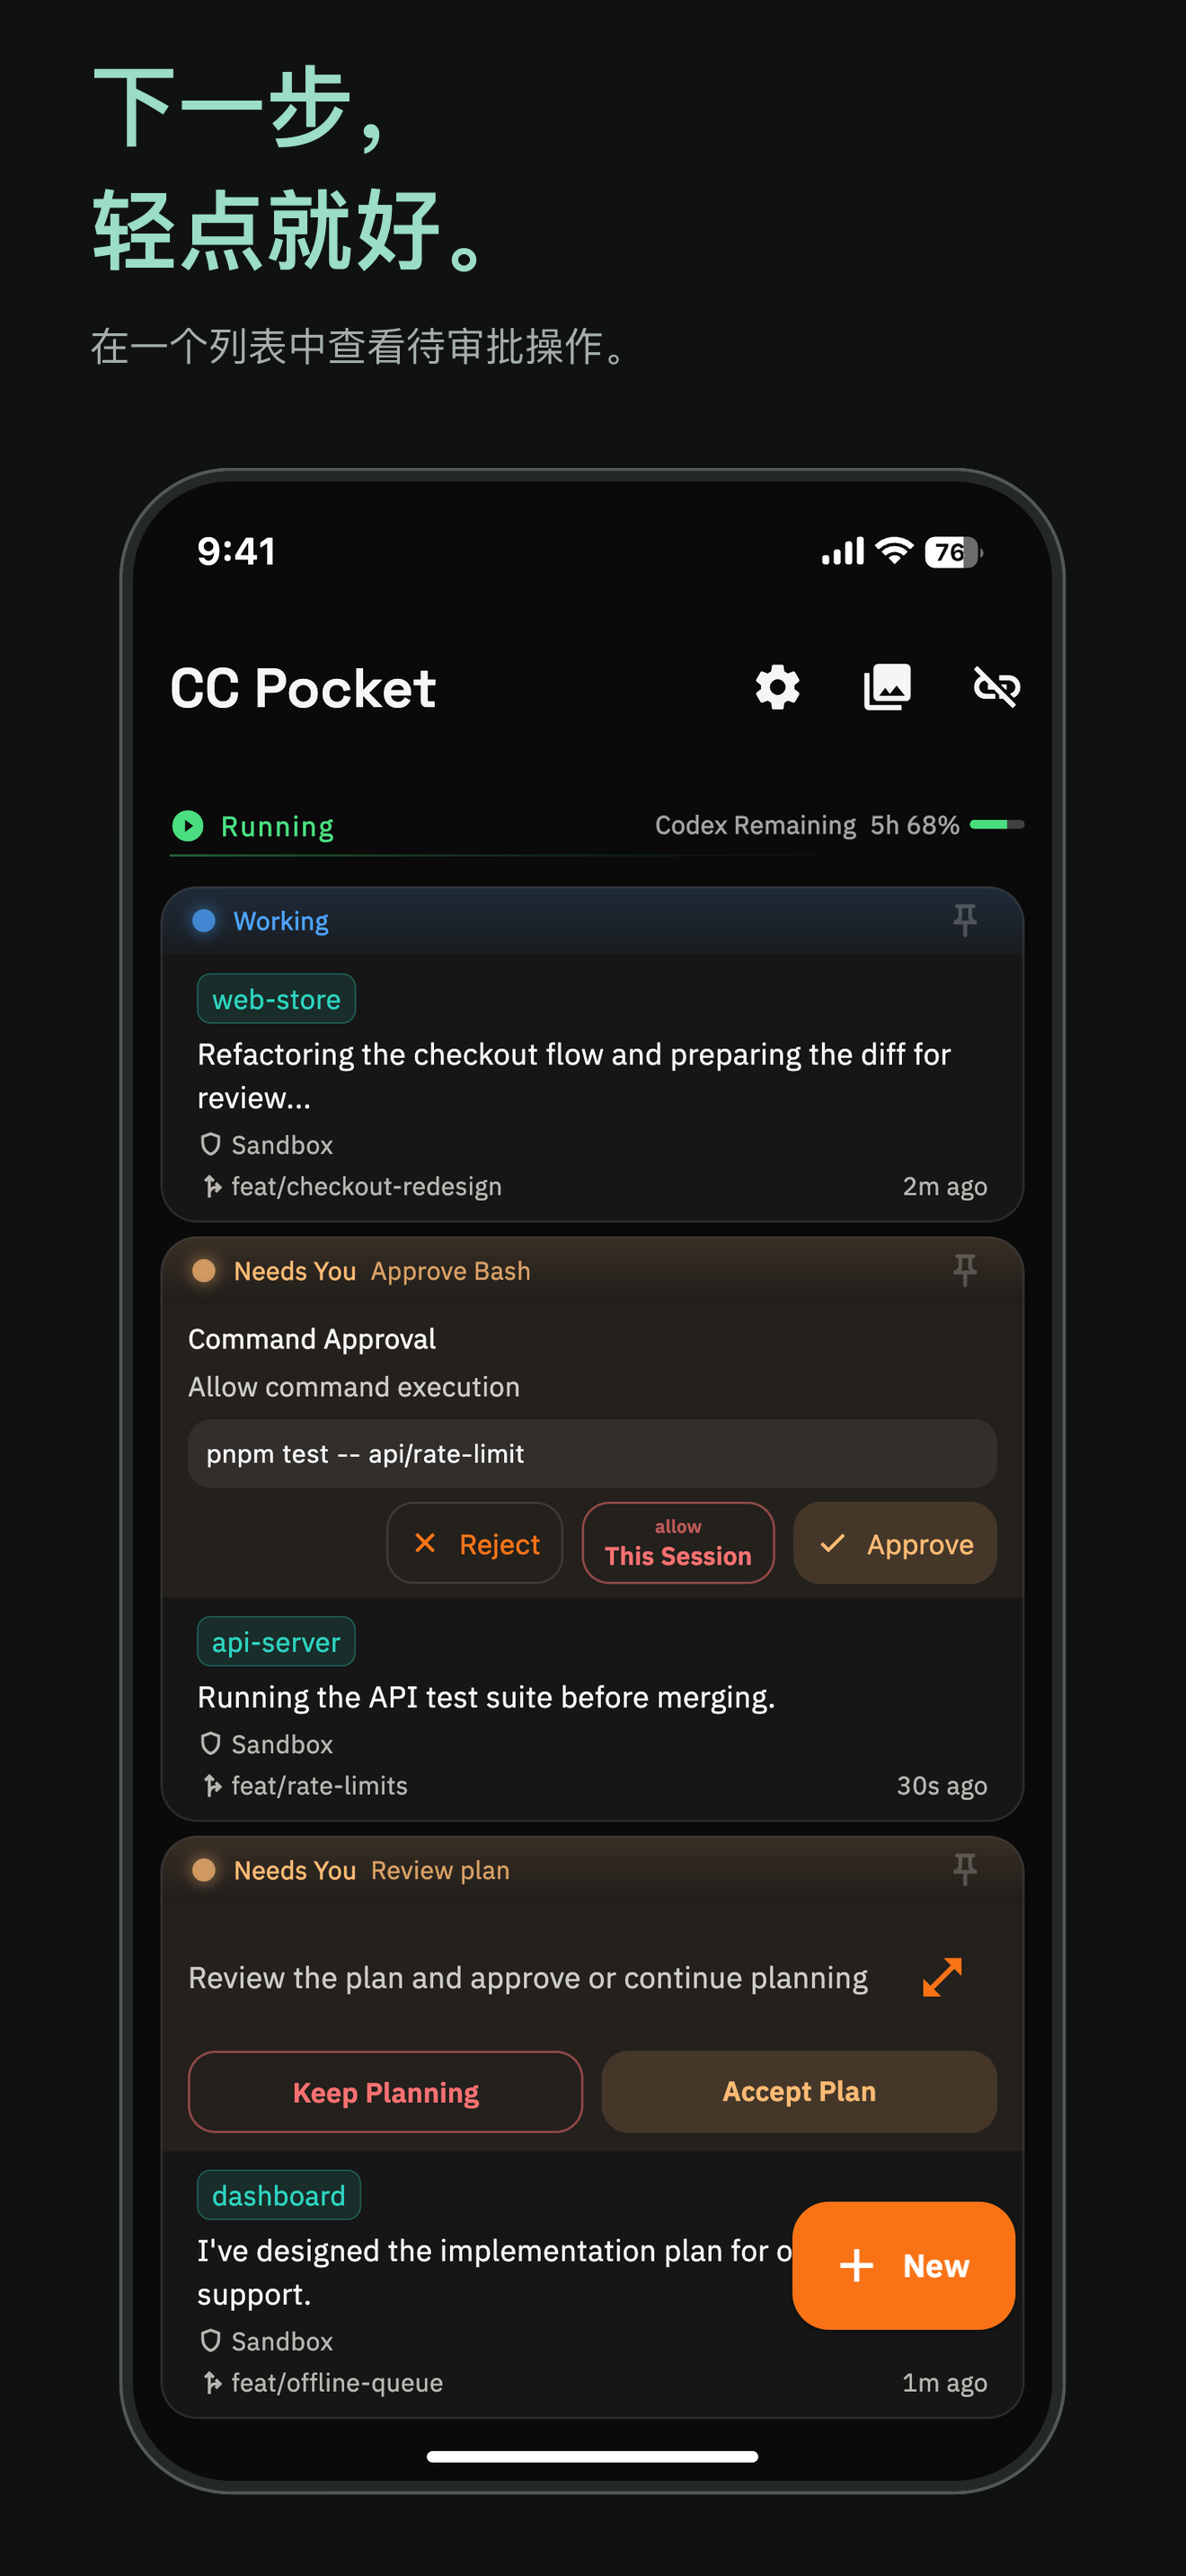 下一步，
轻点就好。
在一个列表中查看待审批操作。
9:41
76
CC Pocket
Running
Codex Remaining 5h 68%
Working
web-store
Refactoring the checkout flow and preparing the diff for
review...
Sandbox
feat/checkout-redesign
2m ago
Needs You Approve Bash
Command Approval
Allow command execution
pnpm test -- api/rate-limit
Reject
allow
This Session
Approve
api-server
Running the API test suite before merging.
Sandbox
feat/rate-limits
30s ago
Needs You Review plan
Review the plan and approve or continue planning
Keep Planning
Accept Plan
dashboard
I've designed the implementation plan for
support.
New
Sandbox
feat/offline-queue
1m ago